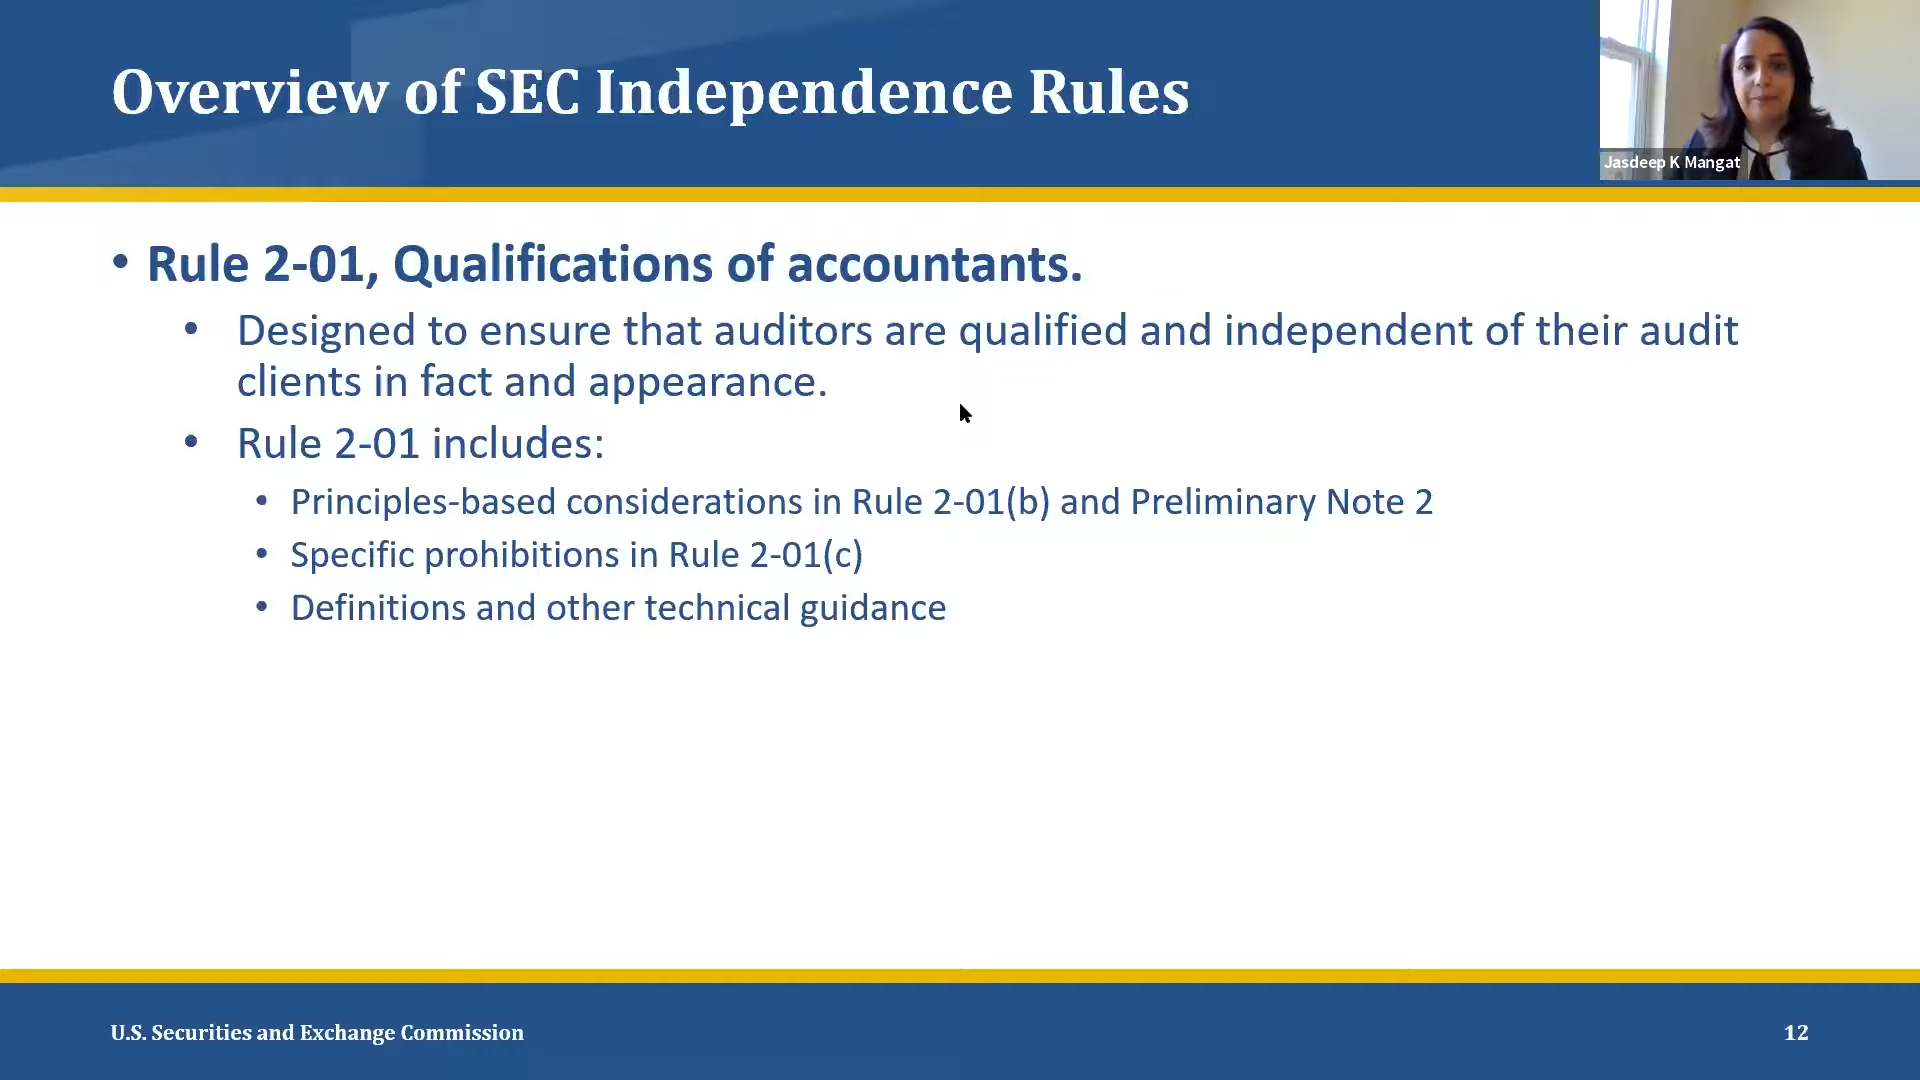 Overview of SEC Independence Rules
Jasdeep K Mangat
• Rule 2-01, Qualifications of accountants.
• Designed to ensure that auditors are qualified and independent of their audit
clients in fact and appearance.
• Rule 2-01 includes:
• Principles-based considerations in Rule 2-01(b) and Preliminary Note 2
• Specific prohibitions in Rule 2-01(c)
• Definitions and other technical guidance
U.S. Securities and Exchange Commission
12